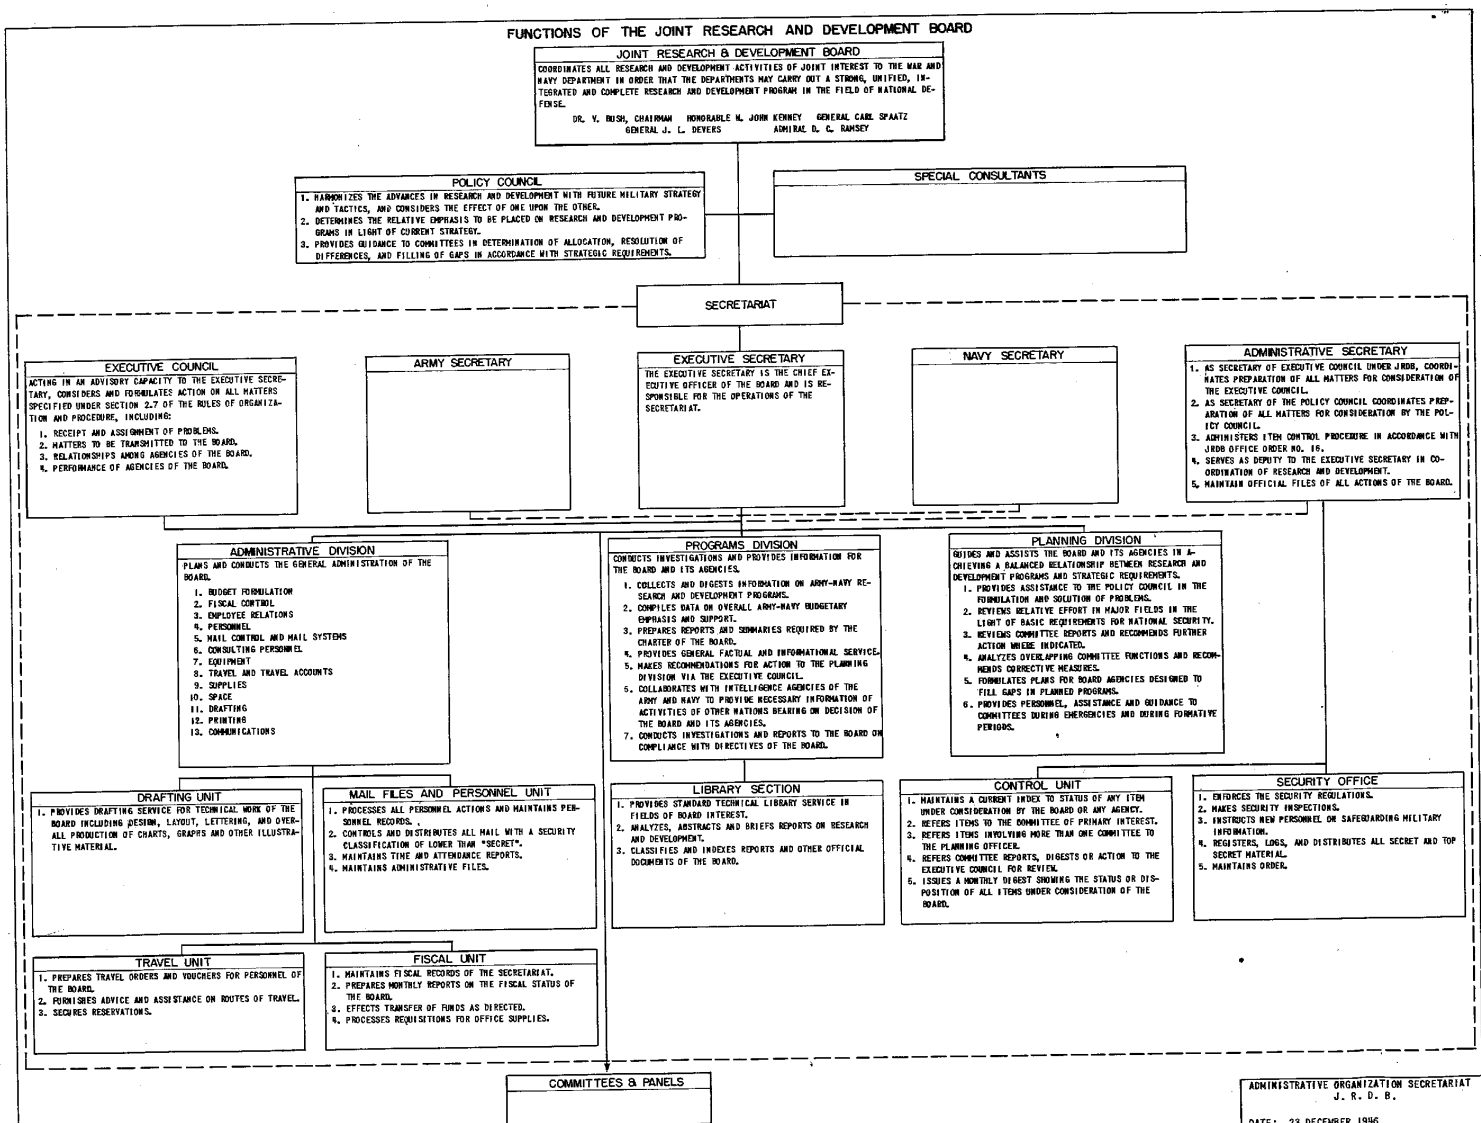 FUNCTIONS OF THE JOINT RESEARCH AND DEVELOPMENT BOARD
JOINT RESEARCH & DEVELOPMENT BOARD
COORDINATES ALL RESEARCH AND DEVELOPMENT ACTIVITIES OF JOINT INTEREST TO THE WAR AND
NAVY DEPARTMENT IN ORDER THAT THE DEPARTMENTS MAY CARRY OUT A STRONG, UNIFIED, IN-
TEGRATED AND COMPLETE RESEARCH AND DEVELOPMENT PROGRAM IN THE FIELD OF NATIONAL DE-
FENSE.
DR. V. BUSH, CHAIRMAN HONORABLE W. JOHN KENNEY GENERAL CARL SPAATZ
GENERAL J. L. DEVERS ADMIRAL D. C. RAMSEY
POLICY COUNCIL
1. HARMONIZES THE ADVANCES IN RESEARCH AND DEVELOPMENT WITH FUTURE MILITARY STRATEGY
AND TACTICS, AND CONSIDERS THE EFFECT OF ONE UPON THE OTHER.
2. DETERMINES THE RELATIVE EMPHASIS TO BE PLACED ON RESEARCH AND DEVELOPMENT PRO-
GRAMS IN LIGHT OF CURRENT STRATEGY.
3. PROVIDES GUIDANCE TO COMMITTEES IN DETERMINATION OF ALLOCATION, RESOLUTION OF
DIFFERENCES, AND FILLING OF GAPS IN ACCORDANCE WITH STRATEGIC REQUIREMENTS.
SPECIAL CONSULTANTS
SECRETARIAT
EXECUTIVE COUNCIL
ACTING IN AN ADVISORY CAPACITY TO THE EXECUTIVE SECRE-
TARY, CONSIDERS AND FORMULATES ACTION ON ALL MATTERS
SPECIFIED UNDER SECTION 2.7 OF THE RULES OF ORGANIZA-
TION AND PROCEDURE, INCLUDING:
1. RECEIPT AND ASSIGNMENT OF PROBLEMS.
2. MATTERS TO BE TRANSMITTED TO THE BOARD.
3. RELATIONSHIPS AMONG AGENCIES OF THE BOARD.
4. PERFORMANCE OF AGENCIES OF THE BOARD.
ARMY SECRETARY
EXECUTIVE SECRETARY
THE EXECUTIVE SECRETARY IS THE CHIEF EX-
ECUTIVE OFFICER OF THE BOARD AND IS RE-
SPONSIBLE FOR THE OPERATIONS OF THE
SECRETARIAT.
NAVY SECRETARY
ADMINISTRATIVE SECRETARY
1. AS SECRETARY OF EXECUTIVE COUNCIL UNDER JRDB, COORDI-
NATES PREPARATION OF ALL MATTERS FOR CONSIDERATION OF
THE EXECUTIVE COUNCIL.
2. AS SECRETARY OF THE POLICY COUNCIL COORDINATES PREP-
ARATION OF ALL MATTERS FOR CONSIDERATION BY THE POL-
ICY COUNCIL.
3. ADMINISTERS ITEM CONTROL PROCEDURE IN ACCORDANCE WITH
JRDB OFFICE ORDER NO. 16.
4. SERVES AS DEPUTY TO THE EXECUTIVE SECRETARY IN CO-
ORDINATION OF RESEARCH AND DEVELOPMENT.
5. MAINTAIN OFFICIAL FILES OF ALL ACTIONS OF THE BOARD.
ADMINISTRATIVE DIVISION
PLANS AND CONDUCTS THE GENERAL ADMINISTRATION OF THE
BOARD.
1. BUDGET FORMULATION
2. FISCAL CONTROL
3. EMPLOYEE RELATIONS
4. PERSONNEL
5. MAIL CONTROL AND MAIL SYSTEMS
6. CONSULTING PERSONNEL
7. EQUIPMENT
8. TRAVEL AND TRAVEL ACCOUNTS
9. SUPPLIES
10. SPACE
11. DRAFTING
12. PRINTING
13. COMMUNICATIONS
PROGRAMS DIVISION
CONDUCTS INVESTIGATIONS AND PROVIDES INFORMATION FOR
THE BOARD AND ITS AGENCIES.
1. COLLECTS AND DIGESTS INFORMATION ON ARMY-NAVY RE-
SEARCH AND DEVELOPMENT PROGRAMS.
2. COMPILES DATA ON OVERALL ARMY-NAVY BUDGETARY
EMPHASIS AND SUPPORT.
3. PREPARES REPORTS AND SUMMARIES REQUIRED BY THE
CHARTER OF THE BOARD.
4. PROVIDES GENERAL FACTUAL AND INFORMATIONAL SERVICE.
5. MAKES RECOMMENDATIONS FOR ACTION TO THE PLANNING
DIVISION VIA THE EXECUTIVE COUNCIL.
6. COLLABORATES WITH INTELLIGENCE AGENCIES OF THE
ARMY AND NAVY TO PROVIDE NECESSARY INFORMATION OF
ACTIVITIES OF OTHER NATIONS BEARING ON DECISION OF
THE BOARD AND ITS AGENCIES.
7. CONDUCTS INVESTIGATIONS AND REPORTS TO THE BOARD ON
COMPLIANCE WITH DIRECTIVES OF THE BOARD.
PLANNING DIVISION
GUIDES AND ASSISTS THE BOARD AND ITS AGENCIES IN A-
CHIEVING A BALANCED RELATIONSHIP BETWEEN RESEARCH AND
DEVELOPMENT PROGRAMS AND STRATEGIC REQUIREMENTS.
1. PROVIDES ASSISTANCE TO THE POLICY COUNCIL IN THE
FORMULATION AND SOLUTION OF PROBLEMS.
2. REVIEWS RELATIVE EFFORT IN MAJOR FIELDS IN THE
LIGHT OF BASIC REQUIREMENTS FOR NATIONAL SECURITY.
3. REVIEWS COMMITTEE REPORTS AND RECOMMENDS FURTHER
ACTION WHERE INDICATED.
4. ANALYZES OVERLAPPING COMMITTEE FUNCTIONS AND RECOM-
MENDS CORRECTIVE MEASURES.
5. FORMULATES PLANS FOR BOARD AGENCIES DESIGNED TO
FILL GAPS IN PLANNED PROGRAMS.
6. PROVIDES PERSONNEL, ASSISTANCE AND GUIDANCE TO
COMMITTEES DURING EMERGENCIES AND DURING FORMATIVE
PERIODS.
DRAFTING UNIT
1. PROVIDES DRAFTING SERVICE FOR TECHNICAL WORK OF THE
BOARD INCLUDING DESIGN, LAYOUT, LETTERING, AND OVER-
ALL PRODUCTION OF CHARTS, GRAPHS AND OTHER ILLUSTRA-
TIVE MATERIAL.
MAIL FILES AND PERSONNEL UNIT
1. PROCESSES ALL PERSONNEL ACTIONS AND MAINTAINS PER-
SONNEL RECORDS.
2. CONTROLS AND DISTRIBUTES ALL MAIL WITH A SECURITY
CLASSIFICATION OF LOWER THAN "SECRET".
3. MAINTAINS TIME AND ATTENDANCE REPORTS.
4. MAINTAINS ADMINISTRATIVE FILES.
LIBRARY SECTION
1. PROVIDES STANDARD TECHNICAL LIBRARY SERVICE IN
FIELDS OF BOARD INTEREST.
2. ANALYZES, ABSTRACTS AND BRIEFS REPORTS ON RESEARCH
AND DEVELOPMENT.
3. CLASSIFIES AND INDEXES REPORTS AND OTHER OFFICIAL
DOCUMENTS OF THE BOARD.
CONTROL UNIT
1. MAINTAINS A CURRENT INDEX TO STATUS OF ANY ITEM
UNDER CONSIDERATION BY THE BOARD OR ANY AGENCY.
2. REFERS ITEMS TO THE COMMITTEE OF PRIMARY INTEREST.
3. REFERS ITEMS INVOLVING MORE THAN ONE COMMITTEE TO
THE PLANNING OFFICER.
4. REFERS COMMITTEE REPORTS, DIGESTS OR ACTION TO THE
EXECUTIVE COUNCIL FOR REVIEW.
5. ISSUES A MONTHLY DIGEST SHOWING THE STATUS OR DIS-
POSITION OF ALL ITEMS UNDER CONSIDERATION OF THE
BOARD.
SECURITY OFFICE
1. ENFORCES THE SECURITY REGULATIONS.
2. MAKES SECURITY INSPECTIONS.
3. INSTRUCTS NEW PERSONNEL ON SAFEGUARDING MILITARY
INFORMATION.
4. REGISTERS, LOGS, AND DISTRIBUTES ALL SECRET AND TOP
SECRET MATERIAL.
5. MAINTAINS ORDER.
TRAVEL UNIT
1. PREPARES TRAVEL ORDERS AND VOUCHERS FOR PERSONNEL OF
THE BOARD.
2. FURNISHES ADVICE AND ASSISTANCE ON ROUTES OF TRAVEL.
3. SECURES RESERVATIONS.
FISCAL UNIT
1. MAINTAINS FISCAL RECORDS OF THE SECRETARIAT.
2. PREPARES MONTHLY REPORTS ON THE FISCAL STATUS OF
THE BOARD.
3. EFFECTS TRANSFER OF FUNDS AS DIRECTED.
4. PROCESSES REQUISITIONS FOR OFFICE SUPPLIES.
COMMITTEES & PANELS
ADMINISTRATIVE ORGANIZATION SECRETARIAT
J. R. D. B.
DATE: 23 DECEMBER 1946